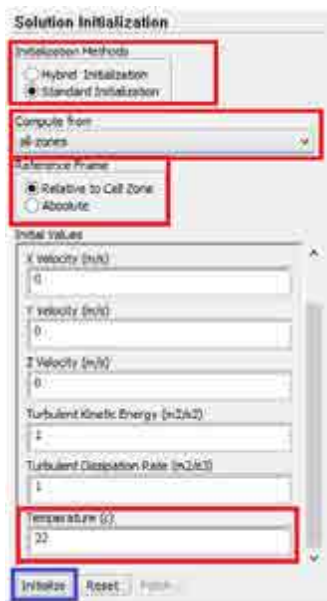 Solution Initialization
Initialization Methods
Hybrid Initialization
Standard Initialization
Compute from
all-zones
Reference Frame
Relative to Cell Zone
Absolute
Initial Values
X Velocity (m/s)
0
Y Velocity (m/s)
0
Z Velocity (m/s)
0
Turbulent Kinetic Energy (m2/s2)
1
Turbulent Dissipation Rate (m2/s3)
1
Temperature (c)
22
Initialize Reset Patch...